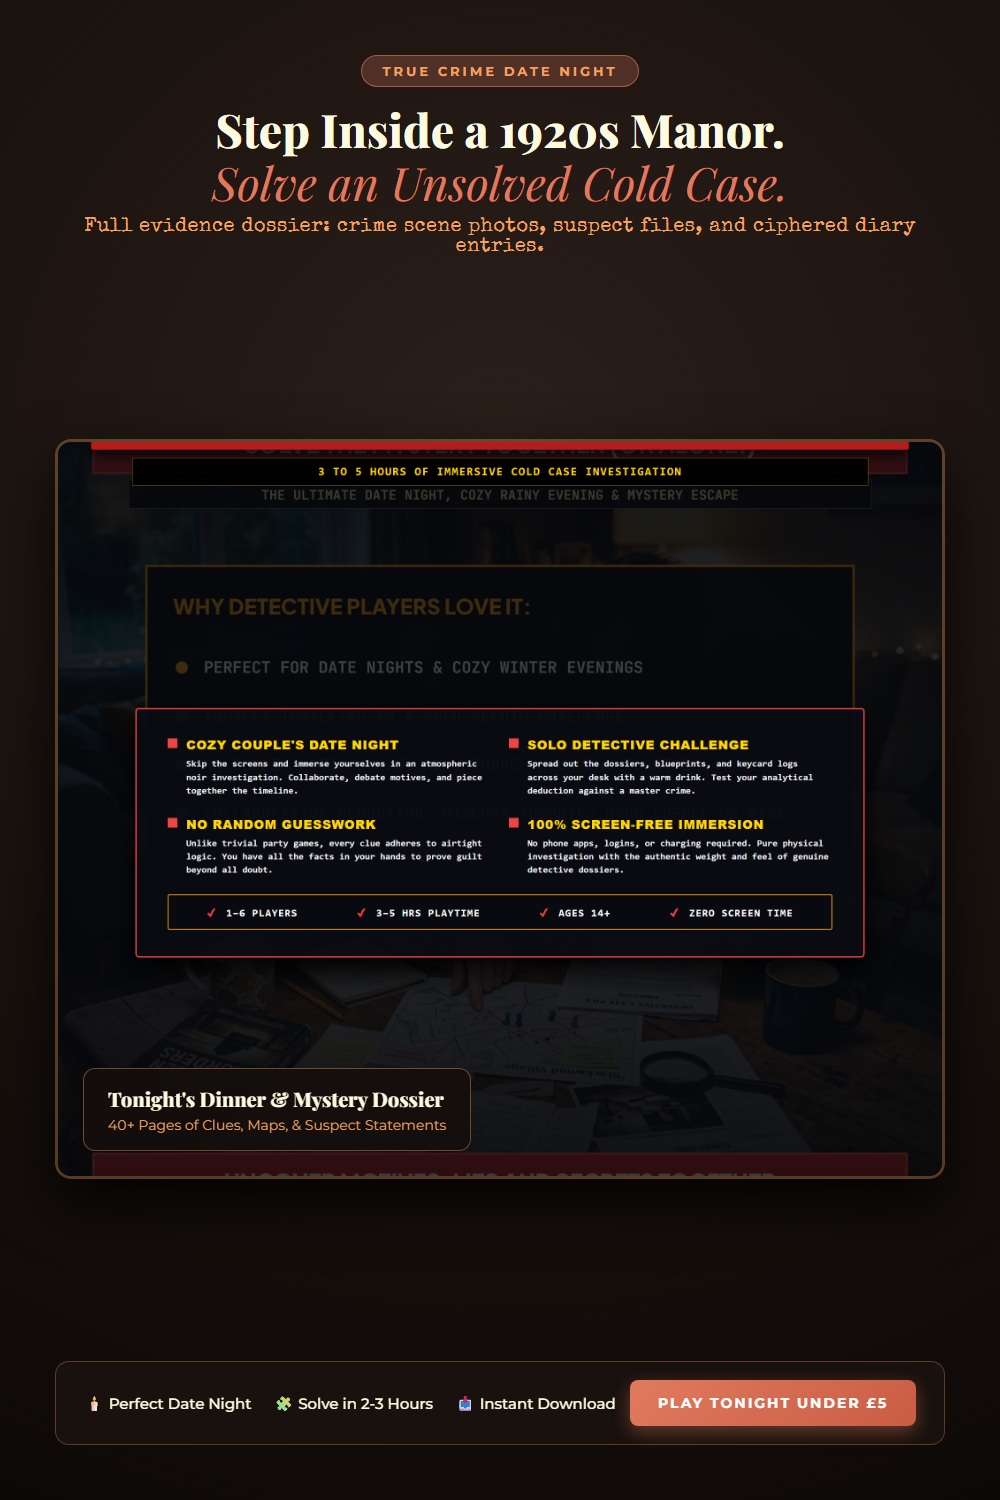 TRUE CRIME DATE NIGHT
Step Inside a 1920s Manor.
Solve an Unsolved Cold Case.
Full evidence dossier: crime scene photos, suspect files, and ciphered diary
entries.
3 TO 5 HOURS OF IMMERSIVE COLD CASE INVESTIGATION
THE ULTIMATE DATE NIGHT, COZY RAINY EVENING & MYSTERY ESCAPE
WHY DETECTIVE PLAYERS LOVE IT:
PERFECT FOR DATE NIGHTS & COZY WINTER EVENINGS
COZY COUPLE'S DATE NIGHT
Skip the screens and immerse yourselves in an atmospheric
noir investigation. Collaborate, debate motives, and piece
together the timeline.
SOLO DETECTIVE CHALLENGE
Spread out the dossiers, blueprints, and keycard logs
across your desk with a warm drink. Test your analytical
deduction against a master crime.
NO RANDOM GUESSWORK
Unlike trivial party games, every clue adheres to airtight
logic. You have all the facts in your hands to prove guilt
beyond all doubt.
100% SCREEN-FREE IMMERSION
No phone apps, logins, or charging required. Pure physical
investigation with the authentic weight and feel of genuine
detective dossiers.
✓ 1-6 PLAYERS ✓ 3-5 HRS PLAYTIME ✓ AGES 14+ ✓ ZERO SCREEN TIME
"Blackwood Village"
Tonight's Dinner & Mystery Dossier
40+ Pages of Clues, Maps, & Suspect Statements
UNCOVER MOTIVES, LIES AND SECRETS TOGETHER
Perfect Date Night
Solve in 2-3 Hours
Instant Download
PLAY TONIGHT UNDER £5